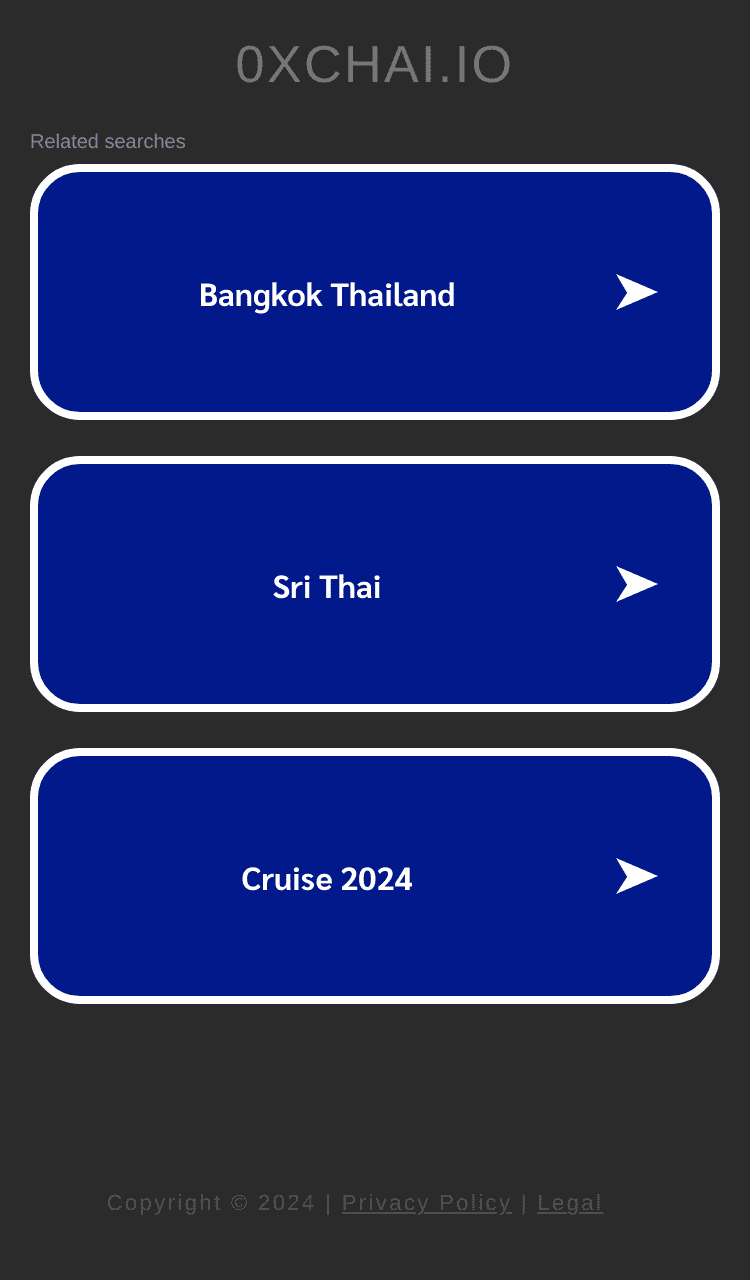 0XCHAI.IO
Related searches
Bangkok Thailand
Sri Thai
Cruise 2024
Copyright © 2024 | Privacy Policy | Legal